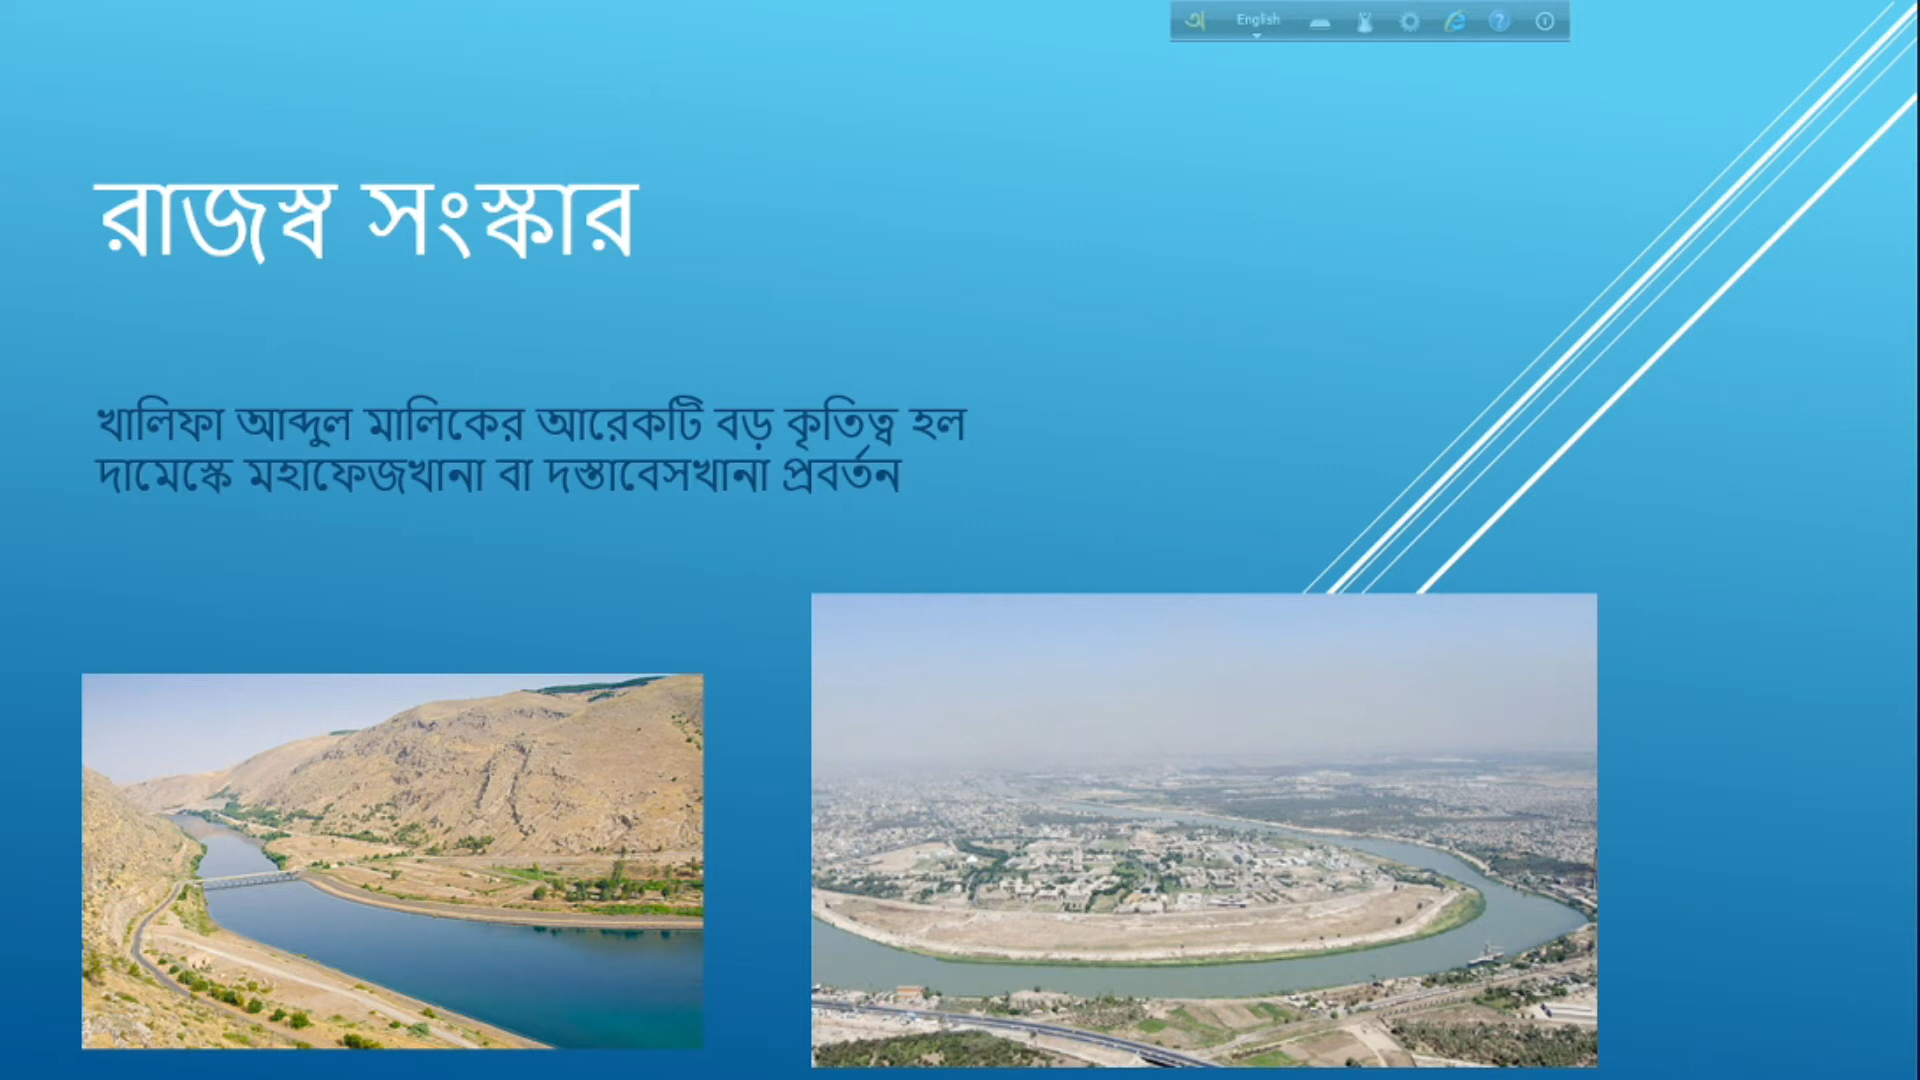 English
রাজস্ব সংস্কার
খালিফা আব্দুল মালিকের আরেকটি বড় কৃতিত্ব হল
দামেস্কে মহাফেজখানা বা দস্তাবেসখানা প্রবর্তন